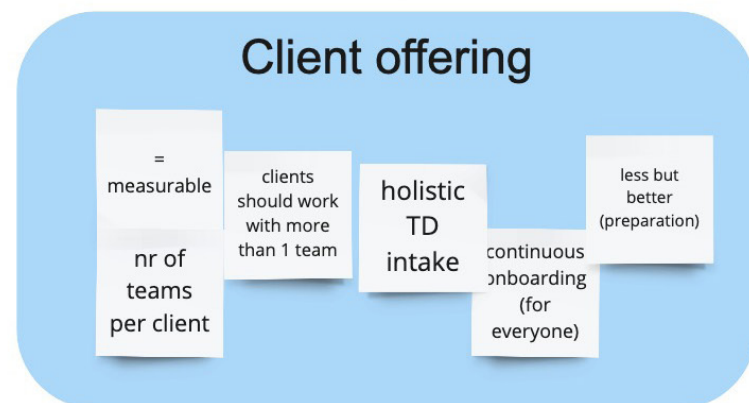 Client offering
=
measurable
nr of
teams
per client
clients
should work
with more
than 1 team
holistic
TD
intake
continuous
onboarding
(for
everyone)
less but
better
(preparation)